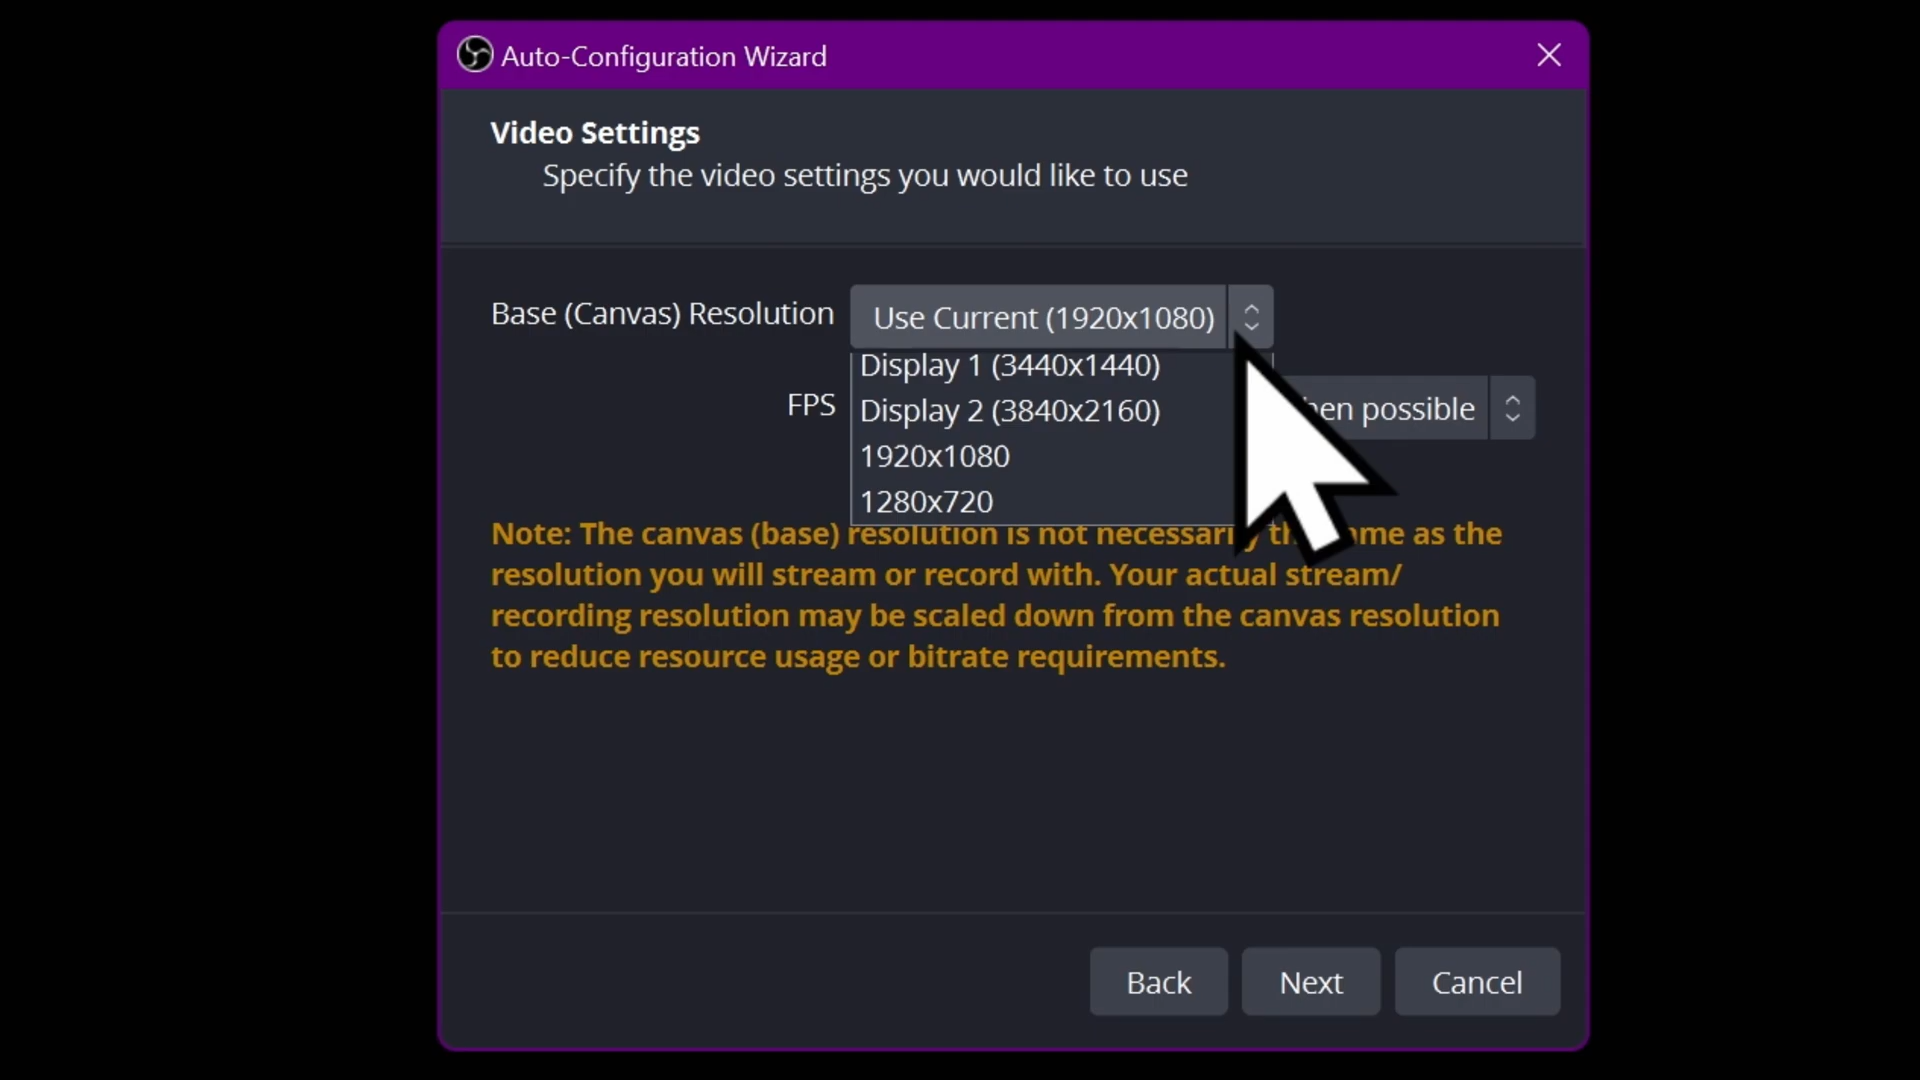 Auto-Configuration Wizard
Video Settings
Specify the video settings you would like to use
Base (Canvas) Resolution Use Current (1920x1080)
Display 1 (3440x1440)
FPS possible
Display 2 (3840x2160)
1920x1080
1280x720
Note: The canvas (base) resolution is not as the
resolution you will stream or record with. Your actual stream/
recording resolution may be scaled down from the canvas resolution
to reduce resource usage or bitrate requirements.
Back Next Cancel